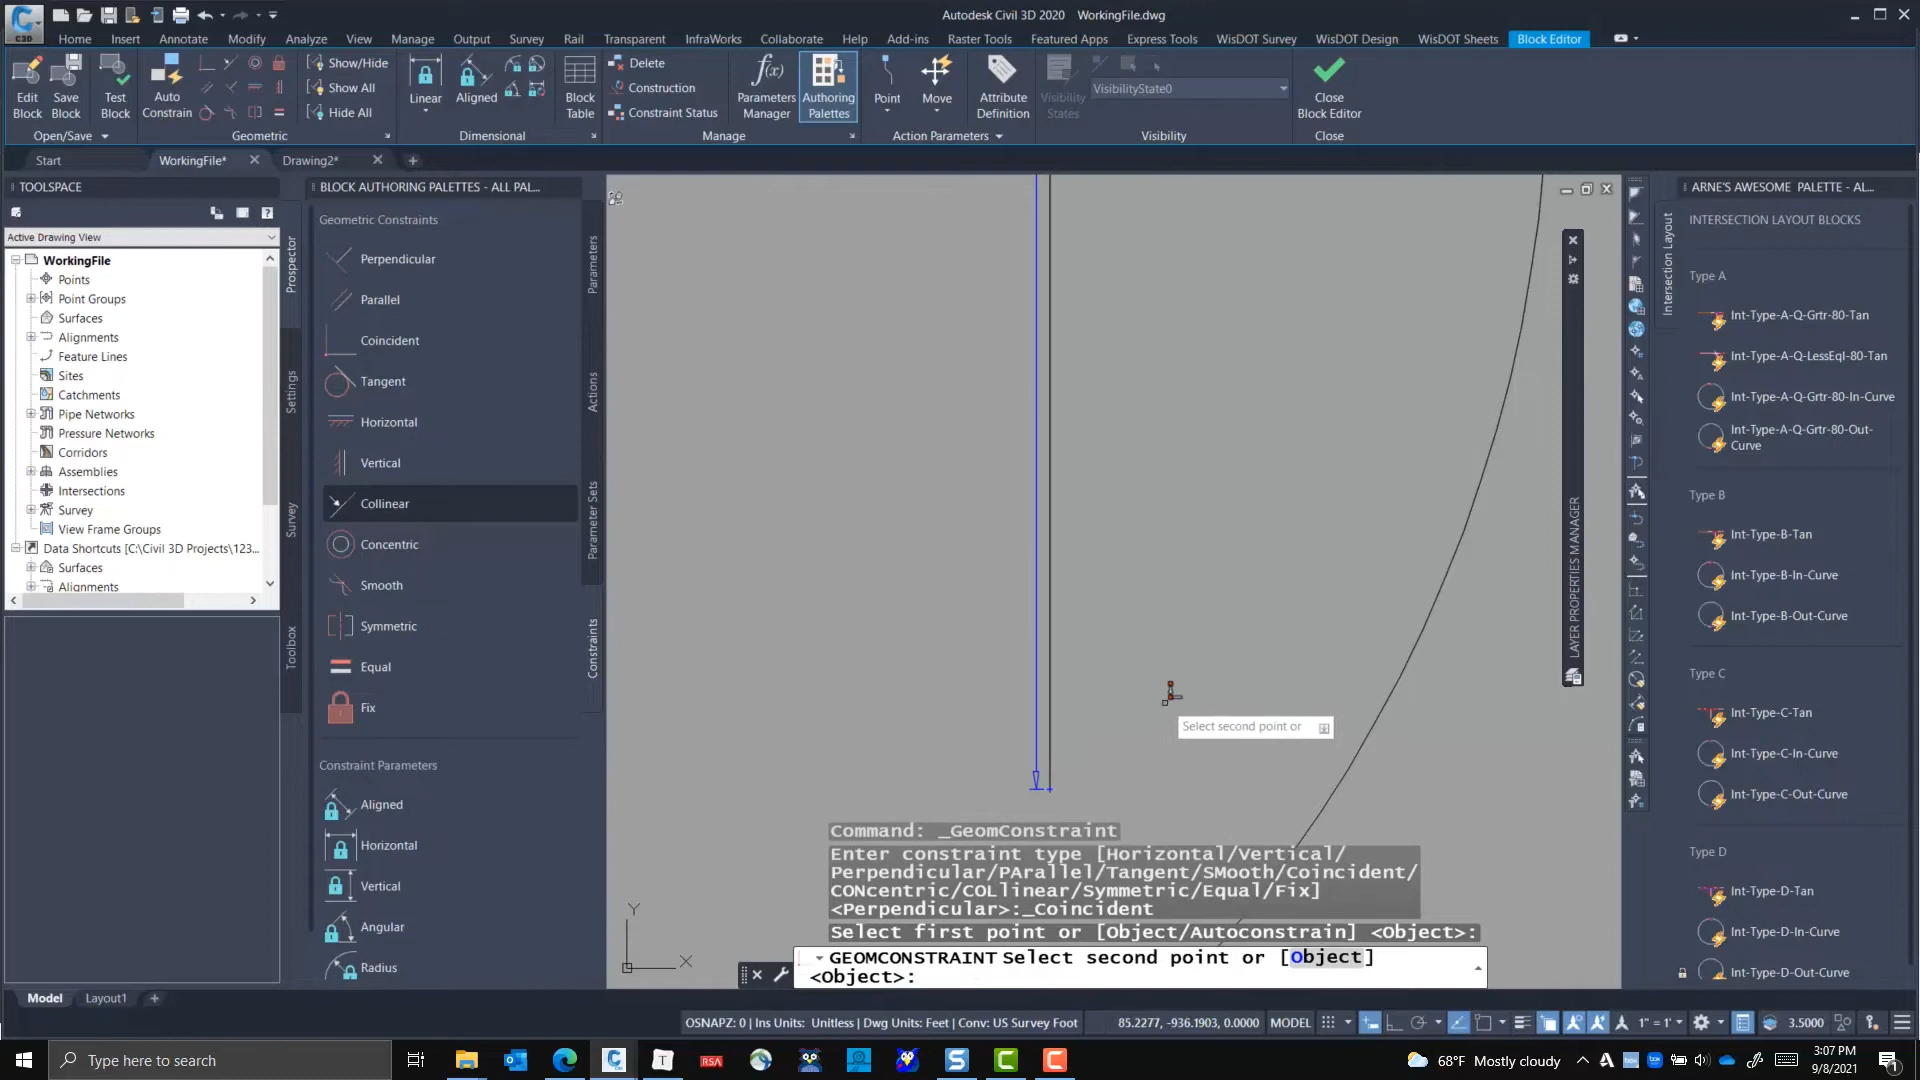 Autodesk Civil 3D 2020 WorkingFile.dwg
C3D
Home Insert Annotate Modify Analyze View Manage Output Survey Rail Transparent InfraWorks Collaborate Help Add-ins Raster Tools Featured Apps Express Tools WisDOT Survey WisDOT Design WisDOT Sheets Block Editor
Edit Block
Save Block
Test Block
Auto Constrain
Show/Hide
Show All
Hide All
Linear
Aligned
Block Table
Delete
Construction
Constraint Status
Parameters Manager
Authoring Palettes
Point
Move
Attribute Definition
Visibility States
VisibilityState0
Close Block Editor
Open/Save Geometric Dimensional Manage Action Parameters Visibility Close
Start WorkingFile* Drawing2*
TOOLSPACE
Active Drawing View
WorkingFile
Points
Point Groups
Surfaces
Alignments
Feature Lines
Sites
Catchments
Pipe Networks
Pressure Networks
Corridors
Assemblies
Intersections
Survey
View Frame Groups
Data Shortcuts [C:\Civil 3D Projects\123...
Surfaces
Alignments
Prospector
Settings
Survey
Toolbox
BLOCK AUTHORING PALETTES - ALL PAL...
Geometric Constraints
Perpendicular
Parallel
Coincident
Tangent
Horizontal
Vertical
Collinear
Concentric
Smooth
Symmetric
Equal
Fix
Constraint Parameters
Aligned
Horizontal
Vertical
Angular
Radius
Parameters
Actions
Parameter Sets
Constraints
Select second point or
Y
X
Command: _GeomConstraint
Enter constraint type [Horizontal/Vertical/
Perpendicular/PArallel/Tangent/SMooth/Coincident/
CONcentric/COLlinear/Symmetric/Equal/Fix]
<Perpendicular>:_Coincident
Select first point or [Object/Autoconstrain] <Object>:
GEOMCONSTRAINT Select second point or [Object]
<Object>:
LAYER PROPERTIES MANAGER
ARNE'S AWESOME PALETTE - AL...
Intersection Layout
INTERSECTION LAYOUT BLOCKS
Type A
Int-Type-A-Q-Grtr-80-Tan
Int-Type-A-Q-LessEql-80-Tan
Int-Type-A-Q-Grtr-80-In-Curve
Int-Type-A-Q-Grtr-80-Out-
Curve
Type B
Int-Type-B-Tan
Int-Type-B-In-Curve
Int-Type-B-Out-Curve
Type C
Int-Type-C-Tan
Int-Type-C-In-Curve
Int-Type-C-Out-Curve
Type D
Int-Type-D-Tan
Int-Type-D-In-Curve
Int-Type-D-Out-Curve
Model Layout1
OSNAPZ: 0 | Ins Units: Unitless | Dwg Units: Feet | Conv: US Survey Foot 85.2277, -936.1903, 0.0000 MODEL 1" = 1' 3.5000
Type here to search
T
RSA
68°F Mostly cloudy
3:07 PM
9/8/2021